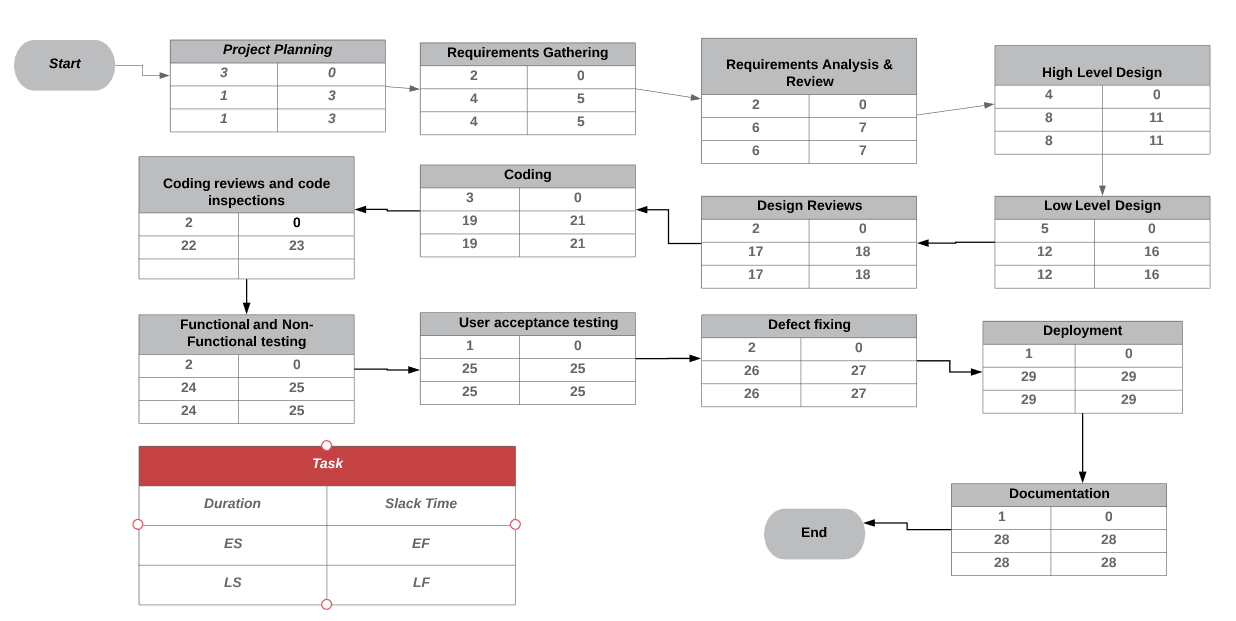 Start
Project Planning
3 0
1 3
1 3
Requirements Gathering
2 0
4 5
4 5
Requirements Analysis &
Review
2 0
6 7
6 7
High Level Design
4 0
8 11
8 11
Low Level Design
5 0
12 16
12 16
Design Reviews
2 0
17 18
17 18
Coding
3 0
19 21
19 21
Coding reviews and code
inspections
2 0
22 23
Functional and Non-
Functional testing
2 0
24 25
24 25
User acceptance testing
1 0
25 25
25 25
Defect fixing
2 0
26 27
26 27
Deployment
1 0
29 29
29 29
Documentation
1 0
28 28
28 28
End
Task
Duration Slack Time
ES EF
LS LF